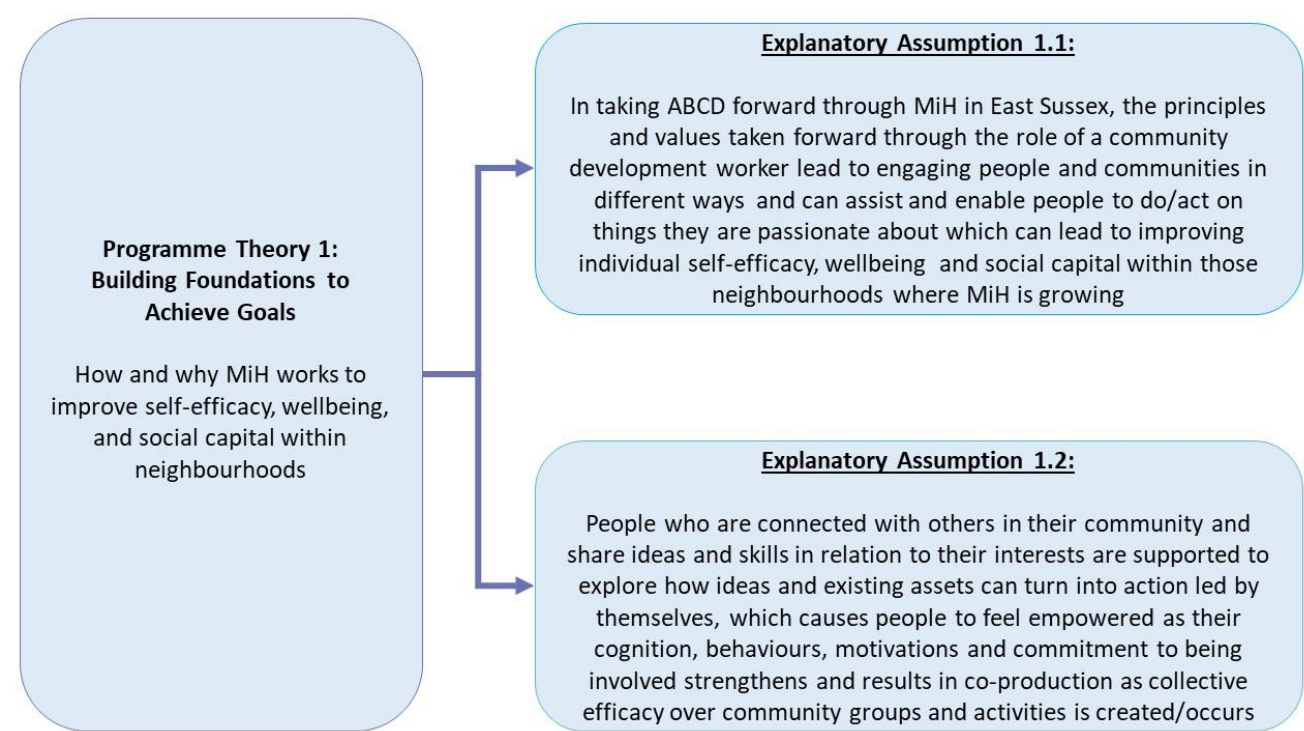 Programme Theory 1:
Building Foundations to
Achieve Goals
How and why MiH works to
improve self-efficacy, wellbeing,
and social capital within
neighbourhoods
Explanatory Assumption 1.1:
In taking ABCD forward through MiH in East Sussex, the principles
and values taken forward through the role of a community
development worker lead to engaging people and communities in
different ways and can assist and enable people to do/act on
things they are passionate about which can lead to improving
individual self-efficacy, wellbeing and social capital within those
neighbourhoods where MiH is growing
Explanatory Assumption 1.2:
People who are connected with others in their community and
share ideas and skills in relation to their interests are supported to
explore how ideas and existing assets can turn into action led by
themselves, which causes people to feel empowered as their
cognition, behaviours, motivations and commitment to being
involved strengthens and results in co-production as collective
efficacy over community groups and activities is created/occurs